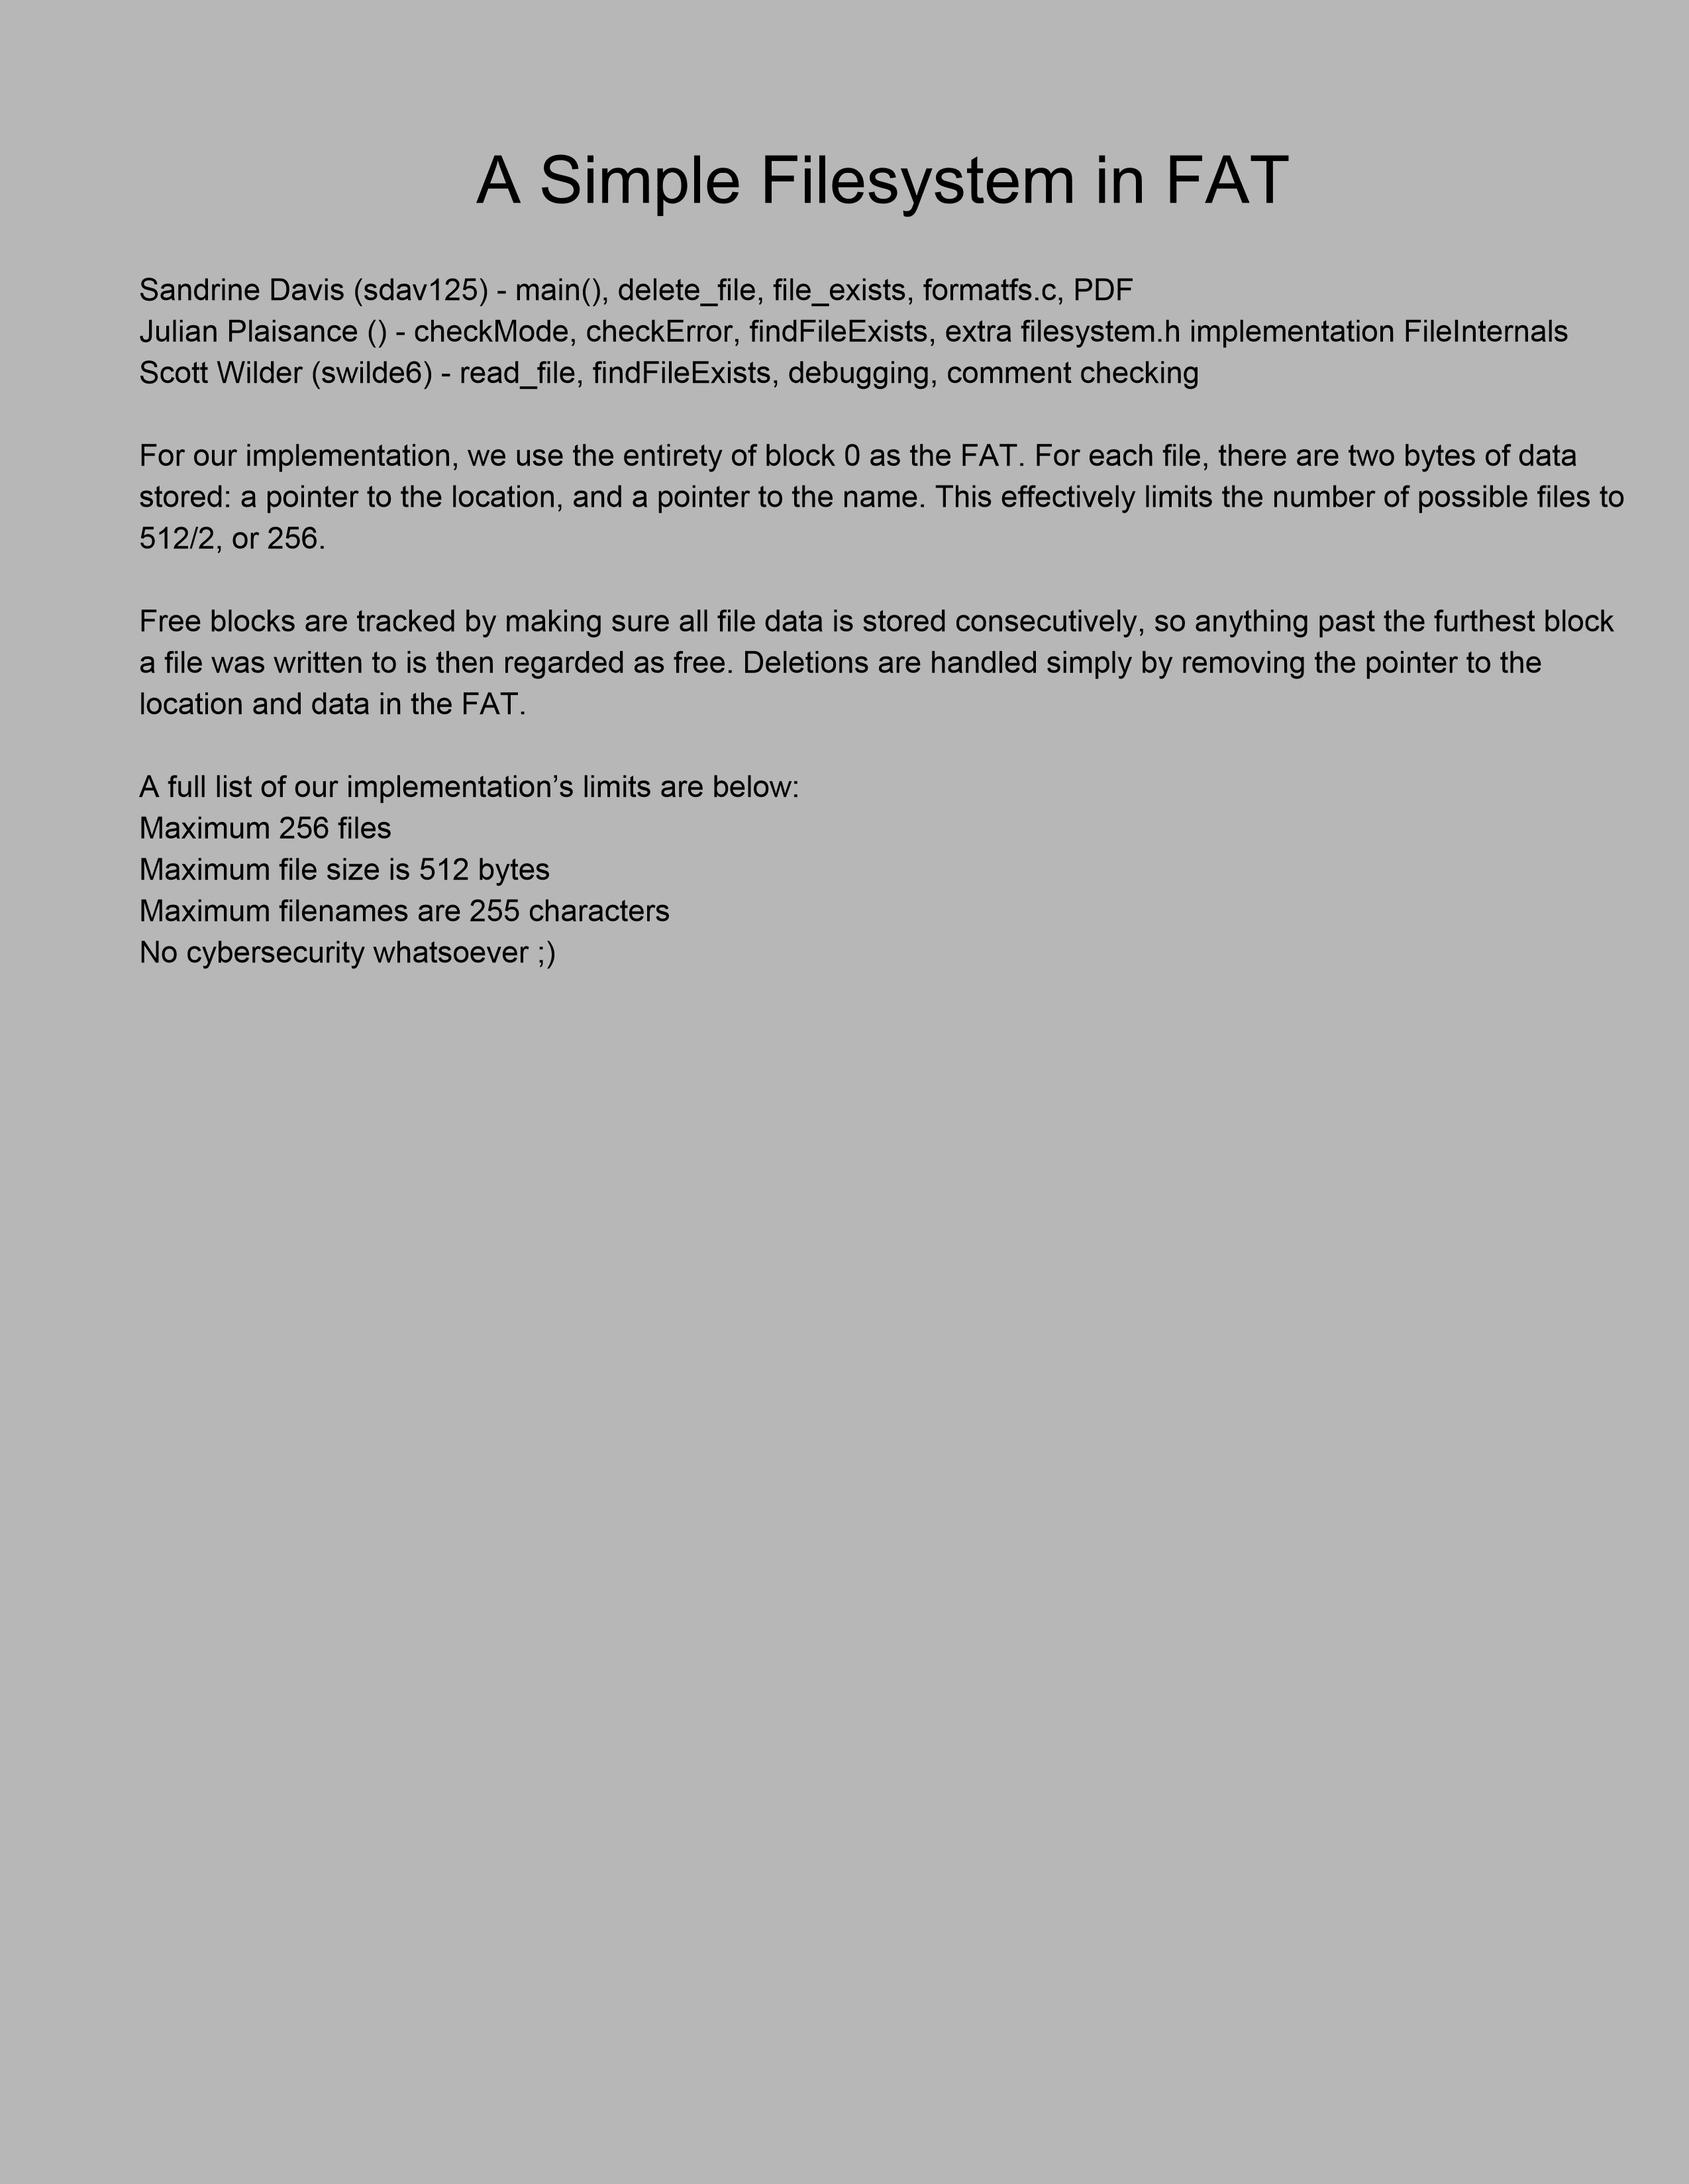 A Simple Filesystem in FAT
Sandrine Davis (sdav125) - main(), delete_file, file_exists, formatfs.c, PDF
Julian Plaisance () - checkMode, checkError, findFileExists, extra filesystem.h implementation FileInternals
Scott Wilder (swilde6) - read_file, findFileExists, debugging, comment checking
For our implementation, we use the entirety of block 0 as the FAT. For each file, there are two bytes of data
stored: a pointer to the location, and a pointer to the name. This effectively limits the number of possible files to
512/2, or 256.
Free blocks are tracked by making sure all file data is stored consecutively, so anything past the furthest block
a file was written to is then regarded as free. Deletions are handled simply by removing the pointer to the
location and data in the FAT.
A full list of our implementation’s limits are below:
Maximum 256 files
Maximum file size is 512 bytes
Maximum filenames are 255 characters
No cybersecurity whatsoever ;)